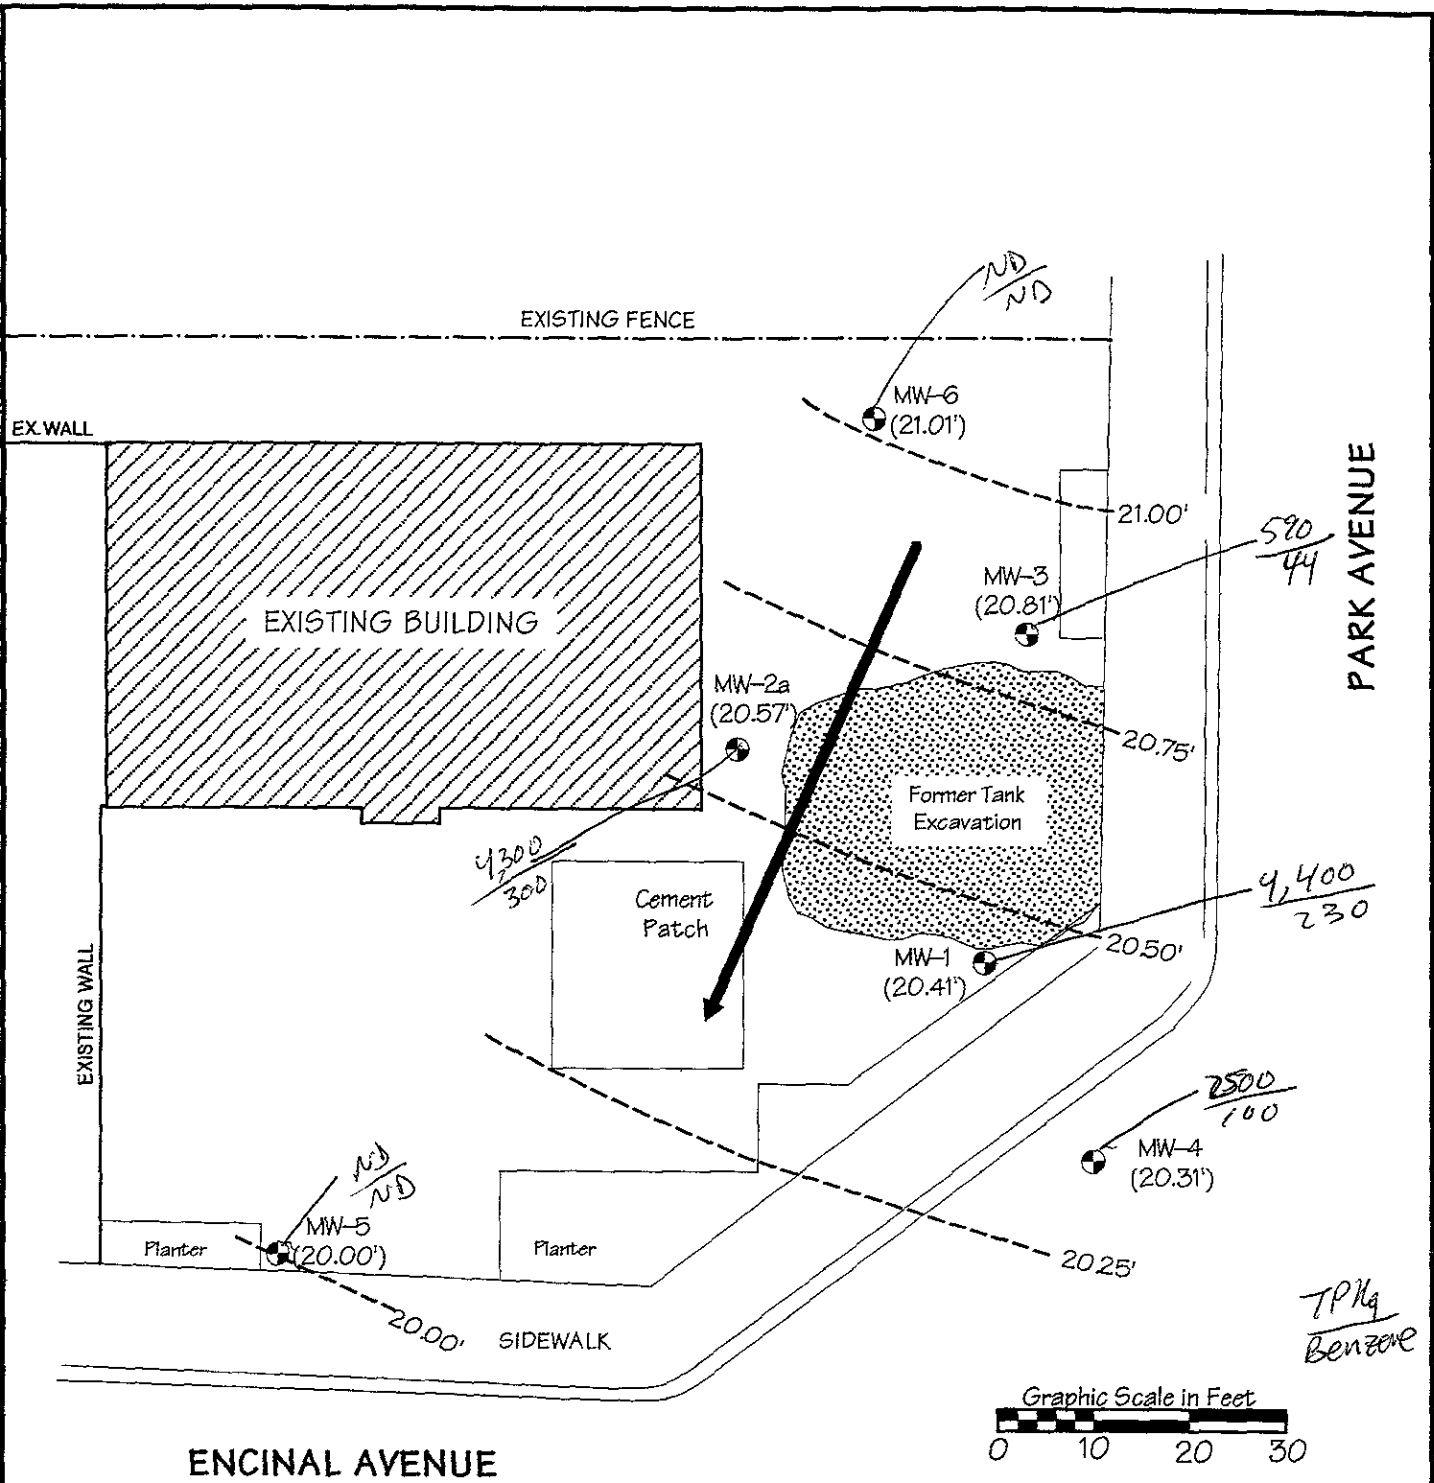 ND
ND
EXISTING FENCE
MW-6
(21.01')
EX. WALL
21.00'
PARK AVENUE
590
44
MW-3
(20.81')
EXISTING BUILDING
MW-2a
(20.57')
20.75'
Former Tank
Excavation
4,300
300
Cement
Patch
4,400
230
20.50'
MW-1
(20.41')
EXISTING WALL
2500
100
MW-4
(20.31')
ND
ND
MW-5
(20.00')
Planter
Planter
20.25'
20.00'
SIDEWALK
TPHg
Benzene
Graphic Scale in Feet
0 10 20 30
ENCINAL AVENUE